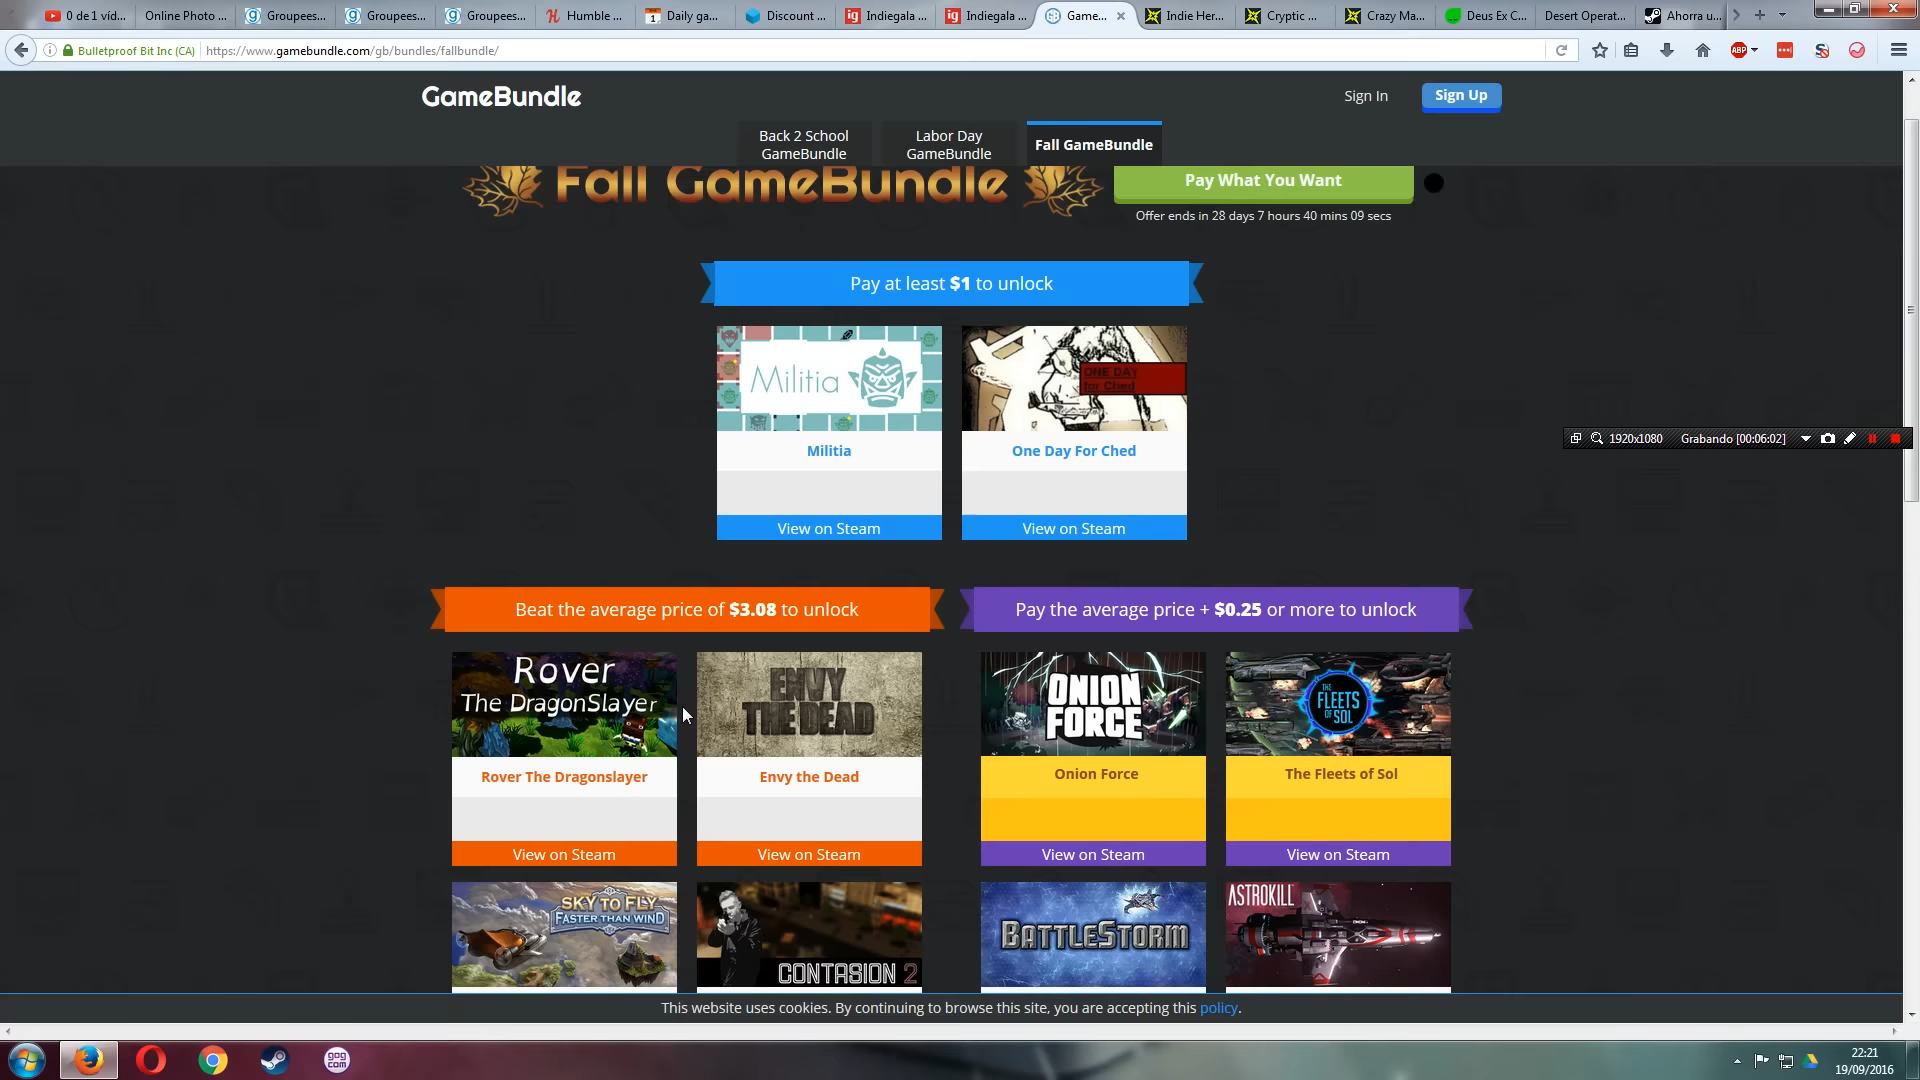 0 de 1 víd...
Online Photo ...
Groupees...
Groupees...
Groupees...
Humble ...
Daily ga...
Discount ...
Indiegala ...
Indiegala ...
Game...
Indie Her...
Cryptic ...
Crazy Ma...
Deus Ex C...
Desert Operat...
Ahorra u...
Bulletproof Bit Inc (CA)
https://www.gamebundle.com/gb/bundles/fallbundle/
ABP
GameBundle
Sign In
Sign Up
Back 2 School
GameBundle
Labor Day
GameBundle
Fall GameBundle
Fall GameBundle
Pay What You Want
Offer ends in 28 days 7 hours 40 mins 09 secs
Pay at least $1 to unlock
Militia
ONE DAY
for Ched
Militia
One Day For Ched
View on Steam
View on Steam
1920x1080
Grabando [00:06:02]
Beat the average price of $3.08 to unlock
Pay the average price + $0.25 or more to unlock
Rover
The DragonSlayer
ENVY
THE DEAD
ONION
FORCE
THE
FLEETS
OF SOL
Rover The Dragonslayer
Envy the Dead
Onion Force
The Fleets of Sol
View on Steam
View on Steam
View on Steam
View on Steam
SKY TO FLY
FASTER THAN WIND
CONTASION 2
BATTLESTORM
ASTROKILL
This website uses cookies. By continuing to browse this site, you are accepting this policy.
gog
com
22:21
19/09/2016